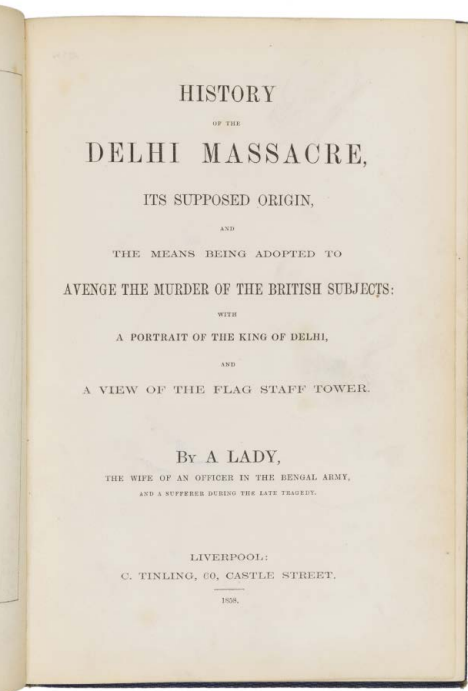 HISTORY
OF THE
DELHI MASSACRE,
ITS SUPPOSED ORIGIN,
AND
THE MEANS BEING ADOPTED TO
AVENGE THE MURDER OF THE BRITISH SUBJECTS:
WITH
A PORTRAIT OF THE KING OF DELHI,
AND
A VIEW OF THE FLAG STAFF TOWER.
BY A LADY,
THE WIFE OF AN OFFICER IN THE BENGAL ARMY,
AND A SUFFERER DURING THE LATE TRAGEDY.
LIVERPOOL:
C. TINLING, 60, CASTLE STREET.
1858.